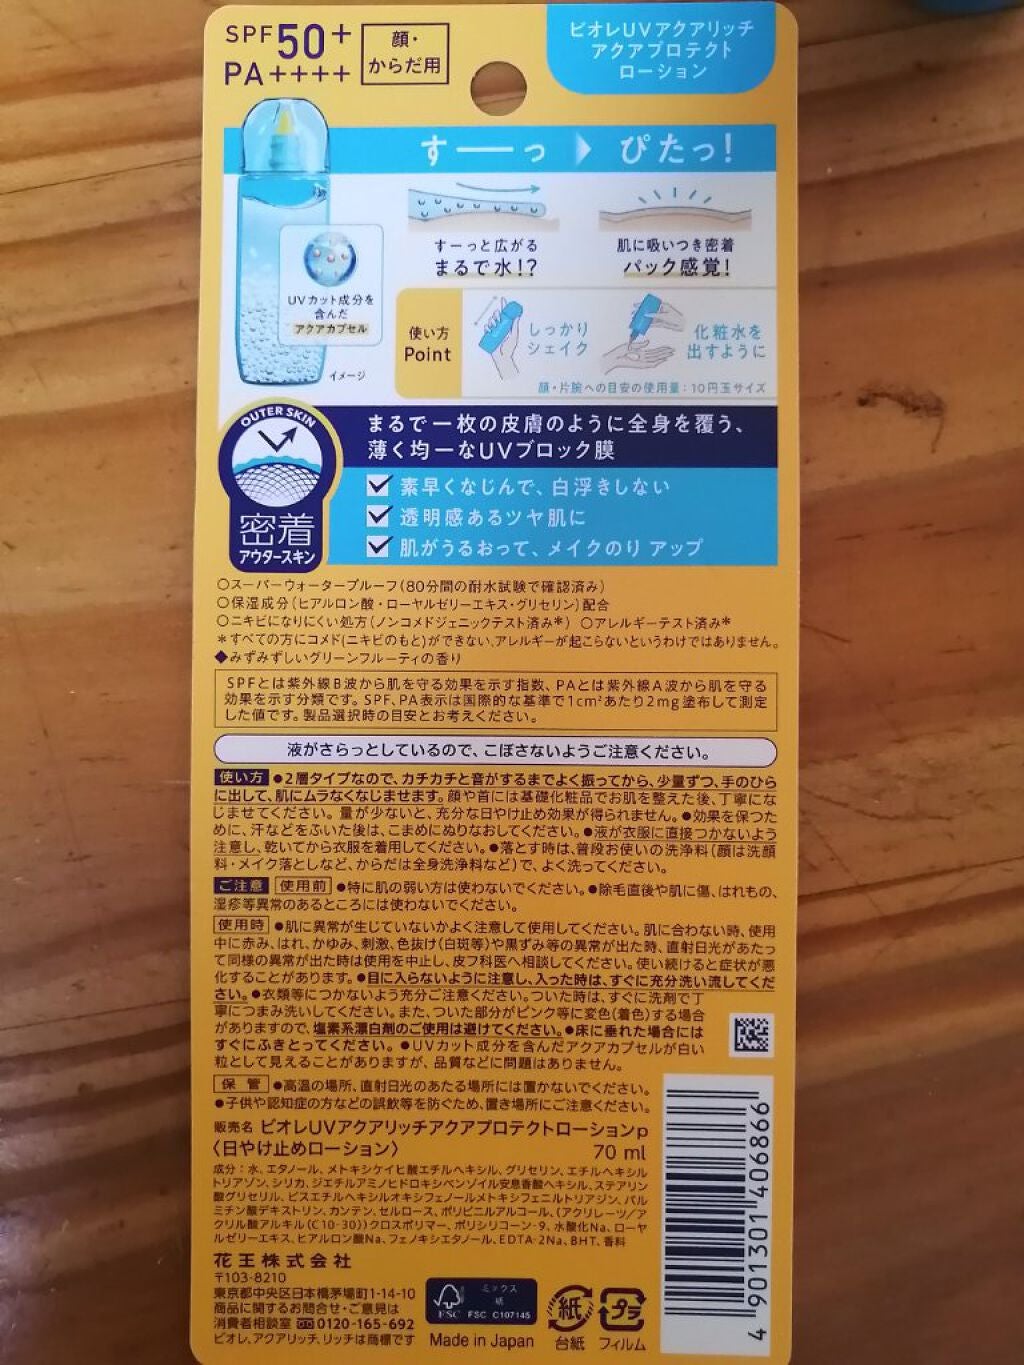 SPF50+
PA++++
顔・
からだ用
ビオレUVアクアリッチ
アクアプロテクト
ローション
すーーっ ぴたっ!
すーっと広がる
まるで水!?
肌に吸いつき密着
パック感覚!
UVカット成分を
含んだ
アクアカプセル
イメージ
使い方
Point
しっかり
シェイク
化粧水を
出すように
顔・片腕への目安の使用量:10円玉サイズ
OUTER SKIN
密着
アウタースキン
まるで一枚の皮膚のように全身を覆う、
薄く均一なUVブロック膜
素早くなじんで、白浮きしない
透明感あるツヤ肌に
肌がうるおって、メイクのり アップ
○スーパーウォータープルーフ(80分間の耐水試験で確認済み)
○保湿成分(ヒアルロン酸・ローヤルゼリーエキス・グリセリン)配合
○ニキビになりにくい処方(ノンコメドジェニックテスト済み*) ○アレルギーテスト済み*
*すべての方にコメド(ニキビのもと)ができない、アレルギーが起こらないというわけではありません。
◆みずみずしいグリーンフルーティの香り
SPFとは紫外線B波から肌を守る効果を示す指数、PAとは紫外線A波から肌を守る
効果を示す分類です。SPF、PA表示は国際的な基準で1cm²あたり2mg塗布して測定
した値です。製品選択時の目安とお考えください。
液がさらっとしているので、こぼさないようご注意ください。
使い方 ●2層タイプなので、カチカチと音がするまでよく振ってから、少量ずつ、手のひら
に出して、肌にムラなくなじませます。顔や首には基礎化粧品でお肌を整えた後、丁寧にな
じませてください。量が少ないと、充分な日やけ止め効果が得られません。●効果を保つた
めに、汗などをふいた後は、こまめにぬりなおしてください。●液が衣服に直接つかないよう
注意し、乾いてから衣服を着用してください。●落とす時は、普段お使いの洗浄料(顔は洗顔
料・メイク落としなど、からだは全身洗浄料など)で、よく洗ってください。
ご注意 使用前 ●特に肌の弱い方は使わないでください。●除毛直後や肌に傷、はれもの、
湿疹等異常のあるところには使わないでください。
使用時 ●肌に異常が生じていないかよく注意して使用してください。肌に合わない時、使用
中に赤み、はれ、かゆみ、刺激、色抜け(白斑等)や黒ずみ等の異常が出た時、直射日光があたっ
て同様の異常が出た時は使用を中止し、皮フ科医へ相談してください。使い続けると症状が悪
化することがあります。●目に入らないように注意し、入った時は、すぐに充分洗い流してくだ
さい。●衣類等につかないよう充分ご注意ください。ついた時は、すぐに洗剤で丁
寧につまみ洗いしてください。また、ついた部分がピンク等に変色(着色)する場合
がありますので、塩素系漂白剤のご使用は避けてください。●床に垂れた場合には
すぐにふきとってください。●UVカット成分を含んだアクアカプセルが白い
粒として見えることがありますが、品質などに問題はありません。
保 管 ●高温の場所、直射日光のあたる場所には置かないでください。
●子供や認知症の方などの誤飲等を防ぐため、置き場所にご注意ください。
販売名 ビオレUVアクアリッチアクアプロテクトローションp
〈日やけ止めローション〉 70 ml
成分:水、エタノール、メトキシケイヒ酸エチルヘキシル、グリセリン、エチルヘキシル
トリアゾン、シリカ、ジエチルアミノヒドロキシベンゾイル安息香酸ヘキシル、ステアリン
酸グリセリル、ビスエチルヘキシルオキシフェノールメトキシフェニルトリアジン、パル
ミチン酸デキストリン、カンテン、セルロース、ポリビニルアルコール、(アクリレーツ/ア
クリル酸アルキル(C10-30))クロスポリマー、ポリシリコーン-9、水酸化Na、ローヤ
ルゼリーエキス、ヒアルロン酸Na、フェノキシエタノール、EDTA-2Na、BHT、香料
花王株式会社
〒103-8210
東京都中央区日本橋茅場町1-14-10
商品に関するお問合せ・ご意見は
消費者相談室 0120-165-692
ビオレ、アクアリッチ、リッチは商標です
FSC
ミックス
紙
FSC C107145
Made in Japan
紙
台紙
プラ
フィルム
4 901301 406866